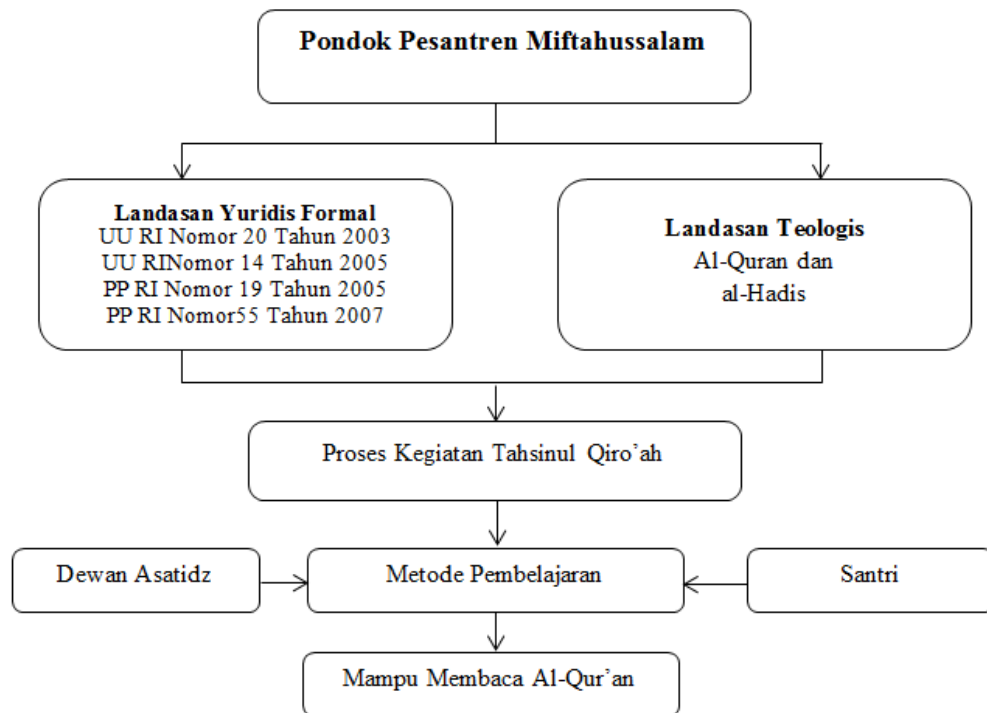 Pondok Pesantren Miftahussalam
Landasan Yuridis Formal
UU RI Nomor 20 Tahun 2003
UU RINomor 14 Tahun 2005
PP RI Nomor 19 Tahun 2005
PP RI Nomor55 Tahun 2007
Landasan Teologis
Al-Quran dan
al-Hadis
Proses Kegiatan Tahsinul Qiro’ah
Dewan Asatidz
Metode Pembelajaran
Santri
Mampu Membaca Al-Qur’an